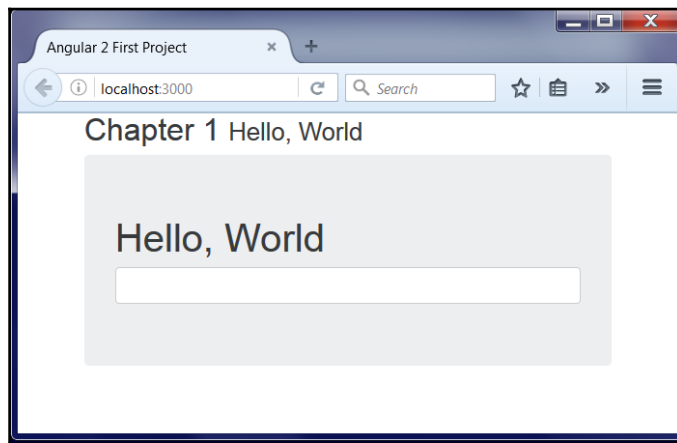 Angular 2 First Project
localhost:3000
Search
Chapter 1 Hello, World
Hello, World